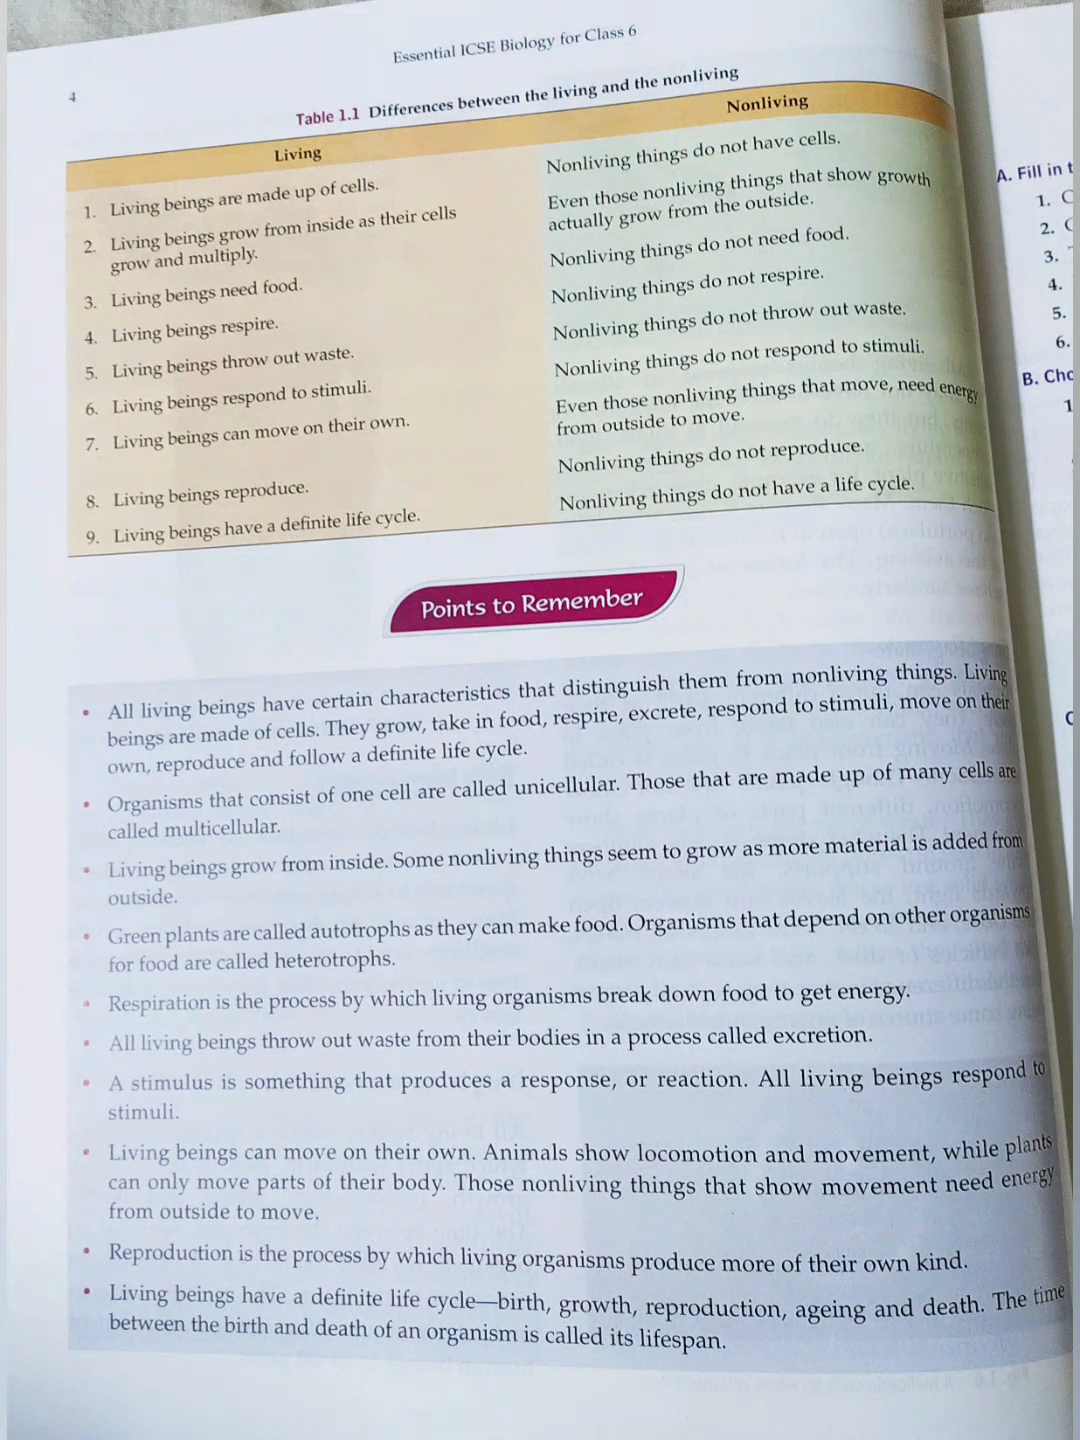 Essential ICSE Biology for Class 6
4
Table 1.1 Differences between the living and the nonliving
Living
Nonliving
1. Living beings are made up of cells.
Nonliving things do not have cells.
2. Living beings grow from inside as their cells
grow and multiply.
Even those nonliving things that show growth
actually grow from the outside.
3. Living beings need food.
Nonliving things do not need food.
4. Living beings respire.
Nonliving things do not respire.
5. Living beings throw out waste.
Nonliving things do not throw out waste.
6. Living beings respond to stimuli.
Nonliving things do not respond to stimuli.
7. Living beings can move on their own.
Even those nonliving things that move, need energy
from outside to move.
8. Living beings reproduce.
Nonliving things do not reproduce.
9. Living beings have a definite life cycle.
Nonliving things do not have a life cycle.
Points to Remember
• All living beings have certain characteristics that distinguish them from nonliving things. Living
beings are made of cells. They grow, take in food, respire, excrete, respond to stimuli, move on their
own, reproduce and follow a definite life cycle.
• Organisms that consist of one cell are called unicellular. Those that are made up of many cells are
called multicellular.
• Living beings grow from inside. Some nonliving things seem to grow as more material is added from
outside.
• Green plants are called autotrophs as they can make food. Organisms that depend on other organisms
for food are called heterotrophs.
• Respiration is the process by which living organisms break down food to get energy.
• All living beings throw out waste from their bodies in a process called excretion.
• A stimulus is something that produces a response, or reaction. All living beings respond to
stimuli.
• Living beings can move on their own. Animals show locomotion and movement, while plants
can only move parts of their body. Those nonliving things that show movement need energy
from outside to move.
• Reproduction is the process by which living organisms produce more of their own kind.
• Living beings have a definite life cycle—birth, growth, reproduction, ageing and death. The time
between the birth and death of an organism is called its lifespan.
A. Fill in
1.
2.
3.
4.
5.
6.
B.
1